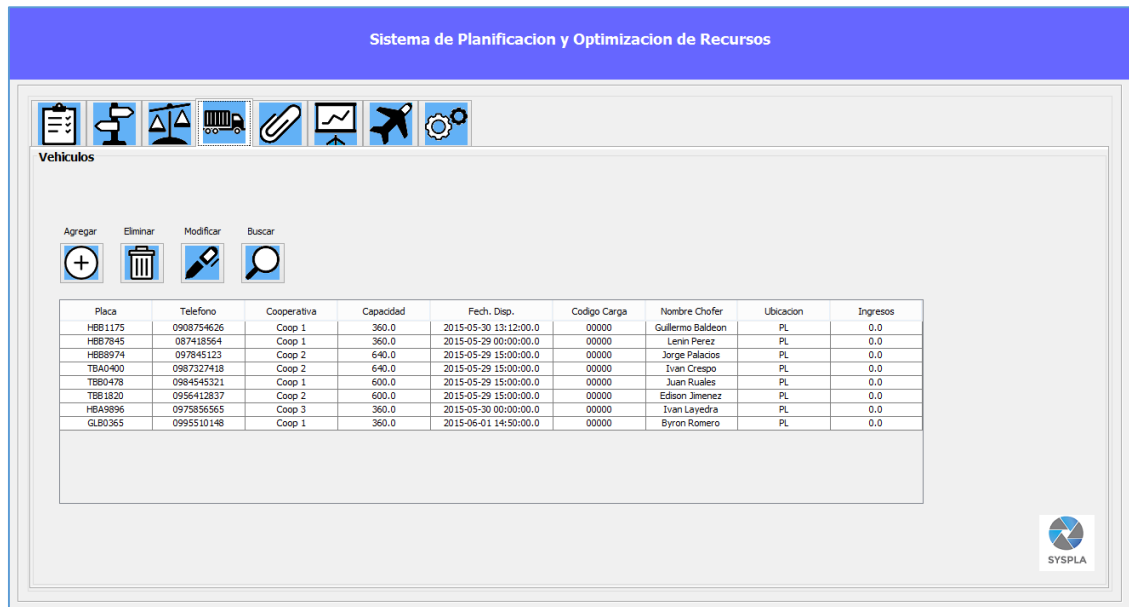 Sistema de Planificacion y Optimizacion de Recursos
Vehiculos
Agregar Eliminar Modificar Buscar
Placa Telefono Cooperativa Capacidad Fech. Disp. Codigo Carga Nombre Chofer Ubicacion Ingresos
HBB1175 0908754626 Coop 1 360.0 2015-05-30 13:12:00.0 00000 Guillermo Baldeon PL 0.0
HBB7845 087418564 Coop 1 360.0 2015-05-29 00:00:00.0 00000 Lenin Perez PL 0.0
HBB8974 097845123 Coop 2 640.0 2015-05-29 15:00:00.0 00000 Jorge Palacios PL 0.0
TBA0400 0987327418 Coop 2 640.0 2015-05-29 15:00:00.0 00000 Ivan Crespo PL 0.0
TBB0478 0984545321 Coop 1 600.0 2015-05-29 15:00:00.0 00000 Juan Ruales PL 0.0
TBB1820 0956412837 Coop 2 600.0 2015-05-29 15:00:00.0 00000 Edison Jimenez PL 0.0
HBA9896 0975856565 Coop 3 360.0 2015-05-30 00:00:00.0 00000 Ivan Layedra PL 0.0
GLB0365 0995510148 Coop 1 360.0 2015-06-01 14:50:00.0 00000 Byron Romero PL 0.0
SYSPLA